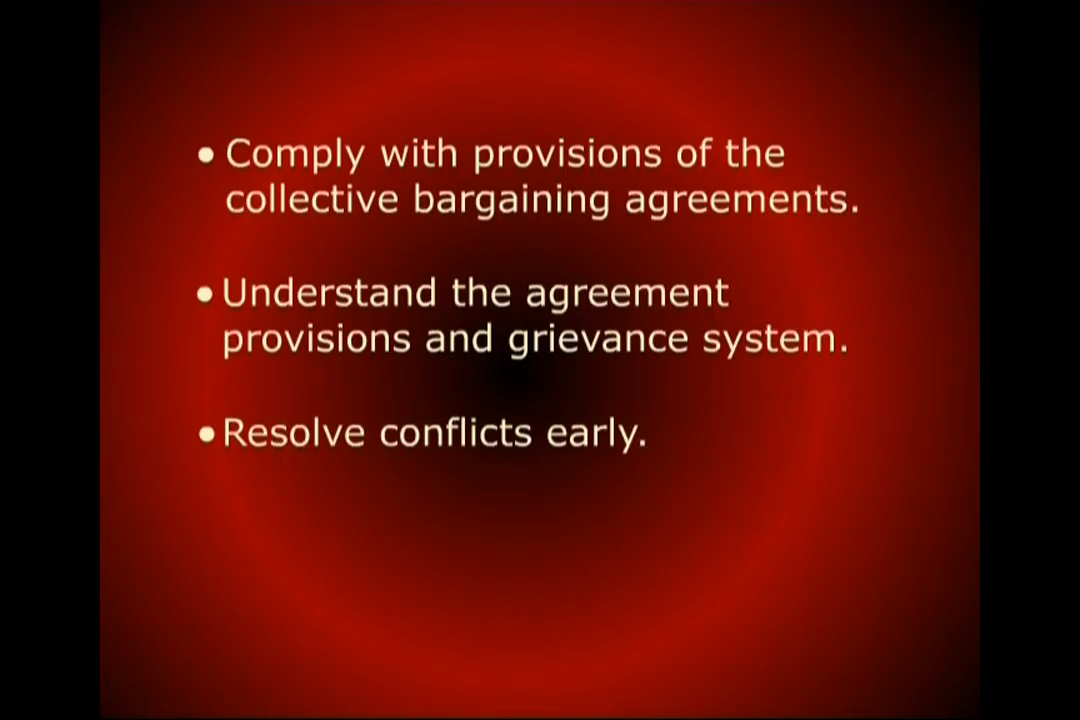 • Comply with provisions of the
collective bargaining agreements.
• Understand the agreement
provisions and grievance system.
• Resolve conflicts early.